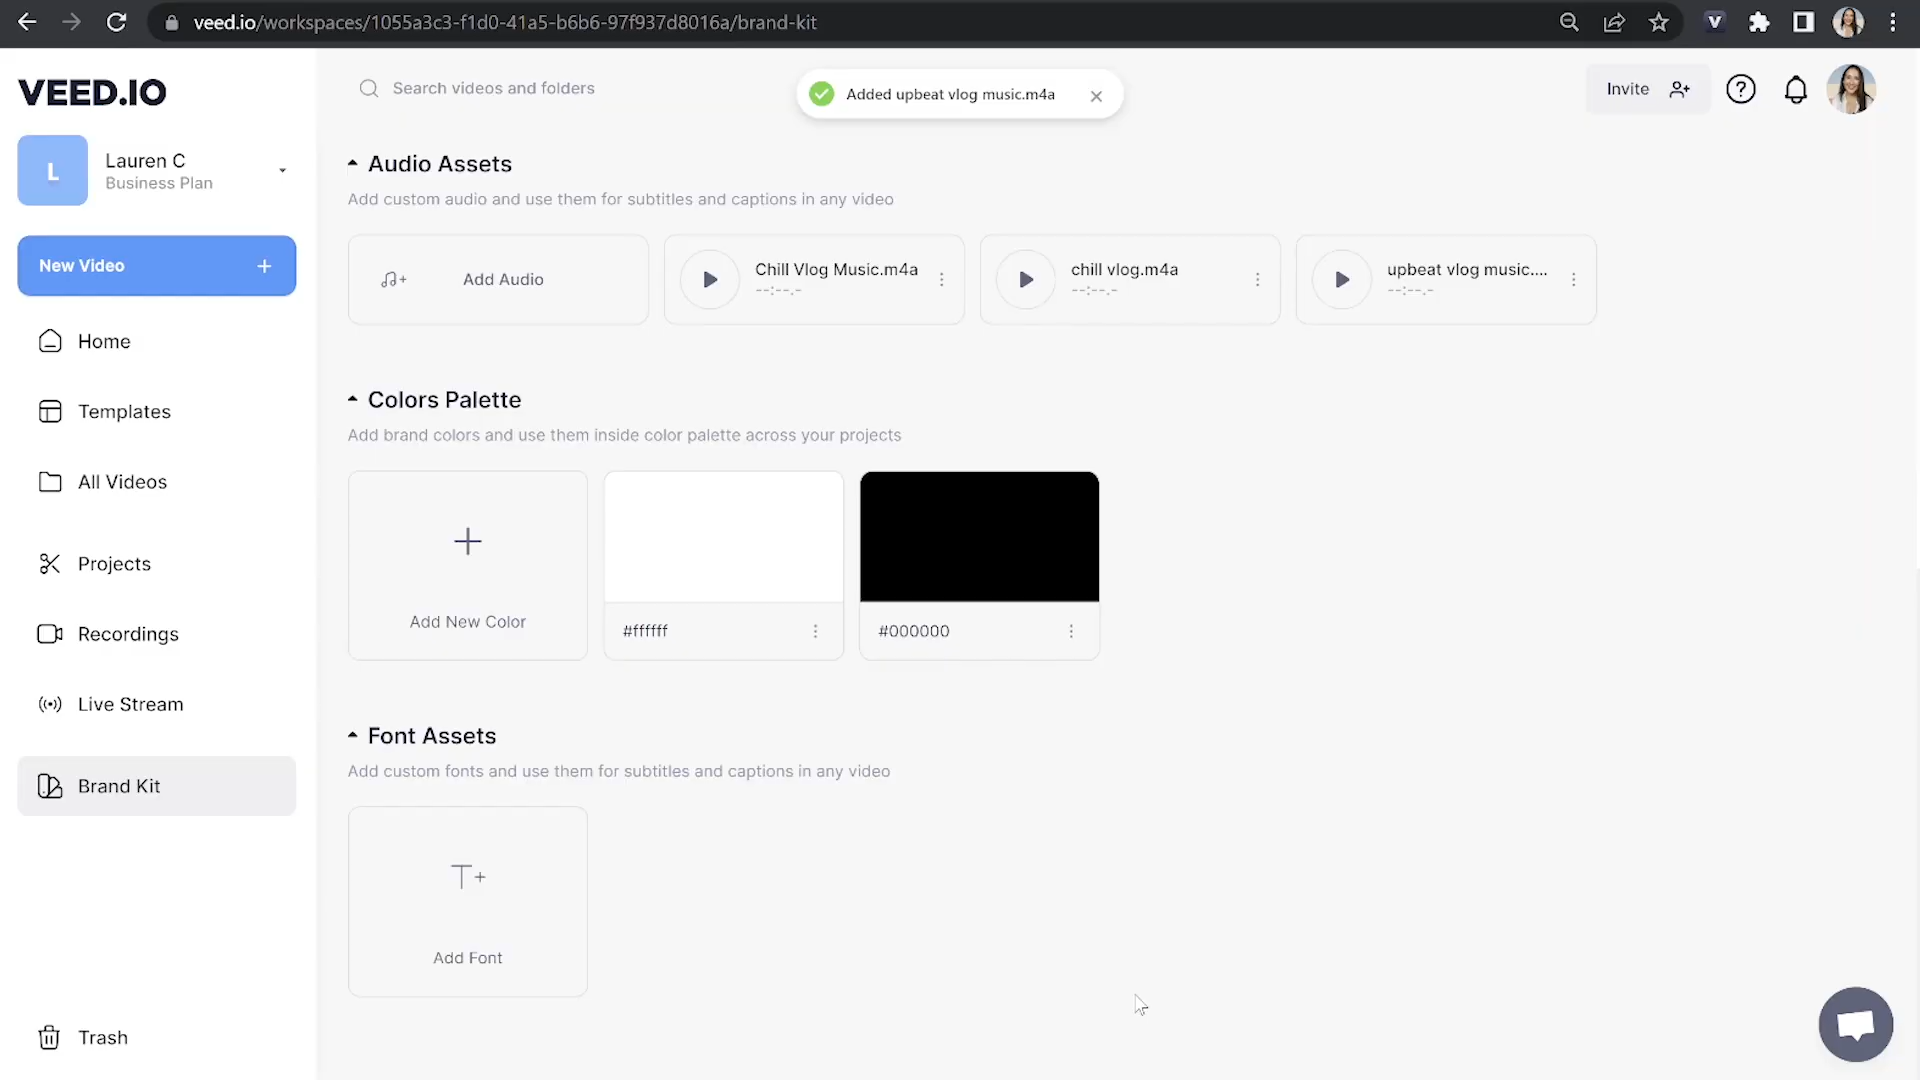 veed.io/workspaces/1055a3c3-f1d0-41a5-b6b6-97f937d8016a/brand-kit
V
VEED.IO
Search videos and folders
Added upbeat vlog music.m4a
Invite
L
Lauren C
Business Plan
New Video
Home
Templates
All Videos
Projects
Recordings
Live Stream
Brand Kit
Trash
Audio Assets
Add custom audio and use them for subtitles and captions in any video
Add Audio
Chill Vlog Music.m4a
--:--.-
chill vlog.m4a
--:--.-
upbeat vlog music....
--:--.-
Colors Palette
Add brand colors and use them inside color palette across your projects
Add New Color
#ffffff
#000000
Font Assets
Add custom fonts and use them for subtitles and captions in any video
T+
Add Font